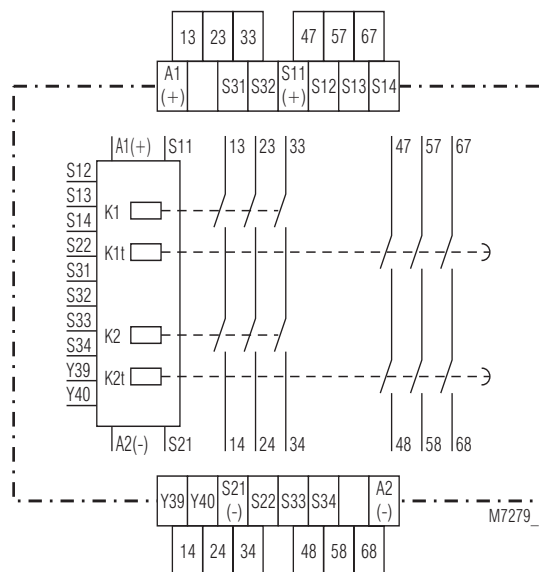 13 23 33 47 57 67
A1 (+) S31 S32 S11 (+) S12 S13 S14
A1(+) S11 13 23 33 47 57 67
S12
S13
S14
S22
S31
S32
S33
S34
Y39
Y40
K1
K1t
K2
K2t
A2(-) S21 14 24 34 48 58 68
Y39 Y40 S21 (-) S22 S33 S34 A2 (-)
M7279_
14 24 34 48 58 68